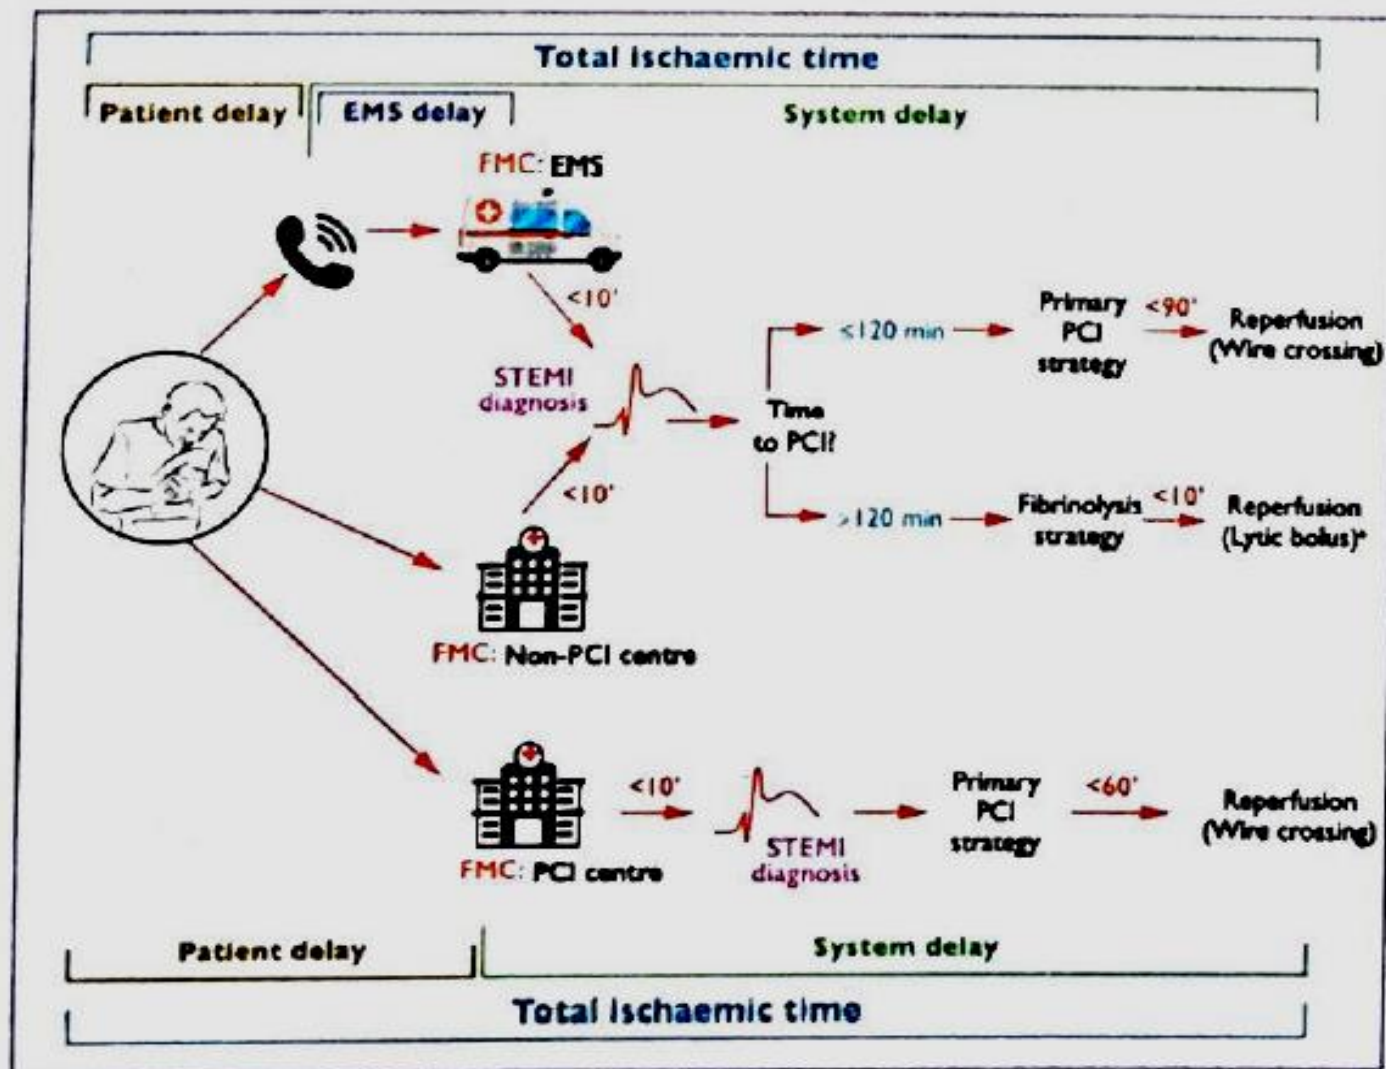 Total ischaemic time
Patient delay
EMS delay
System delay
FMC: EMS
<10'
STEMI
diagnosis
<10'
FMC: Non-PCI centre
Time
to PCI?
≤120 min
Primary
PCI
strategy
<90'
Reperfusion
(Wire crossing)
>120 min
Fibrinolysis
strategy
<10'
Reperfusion
(Lytic bolus)ª
FMC: PCI centre
<10'
STEMI
diagnosis
Primary
PCI
strategy
<60'
Reperfusion
(Wire crossing)
Patient delay
System delay
Total ischaemic time